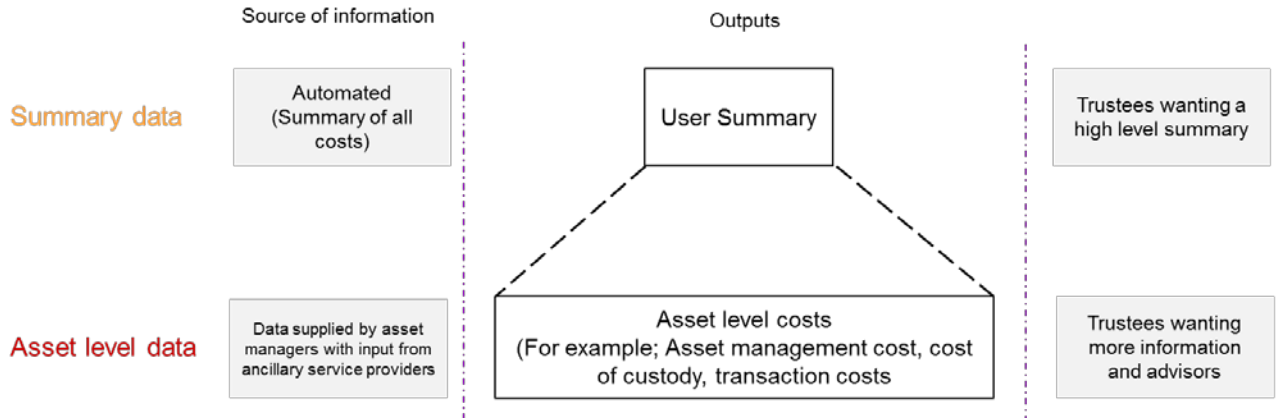 Source of information
Outputs
Summary data
Automated
(Summary of all
costs)
User Summary
Trustees wanting a
high level summary
Asset level data
Data supplied by asset
managers with input from
ancillary service providers
Asset level costs
(For example; Asset management cost, cost
of custody, transaction costs
Trustees wanting
more information
and advisors